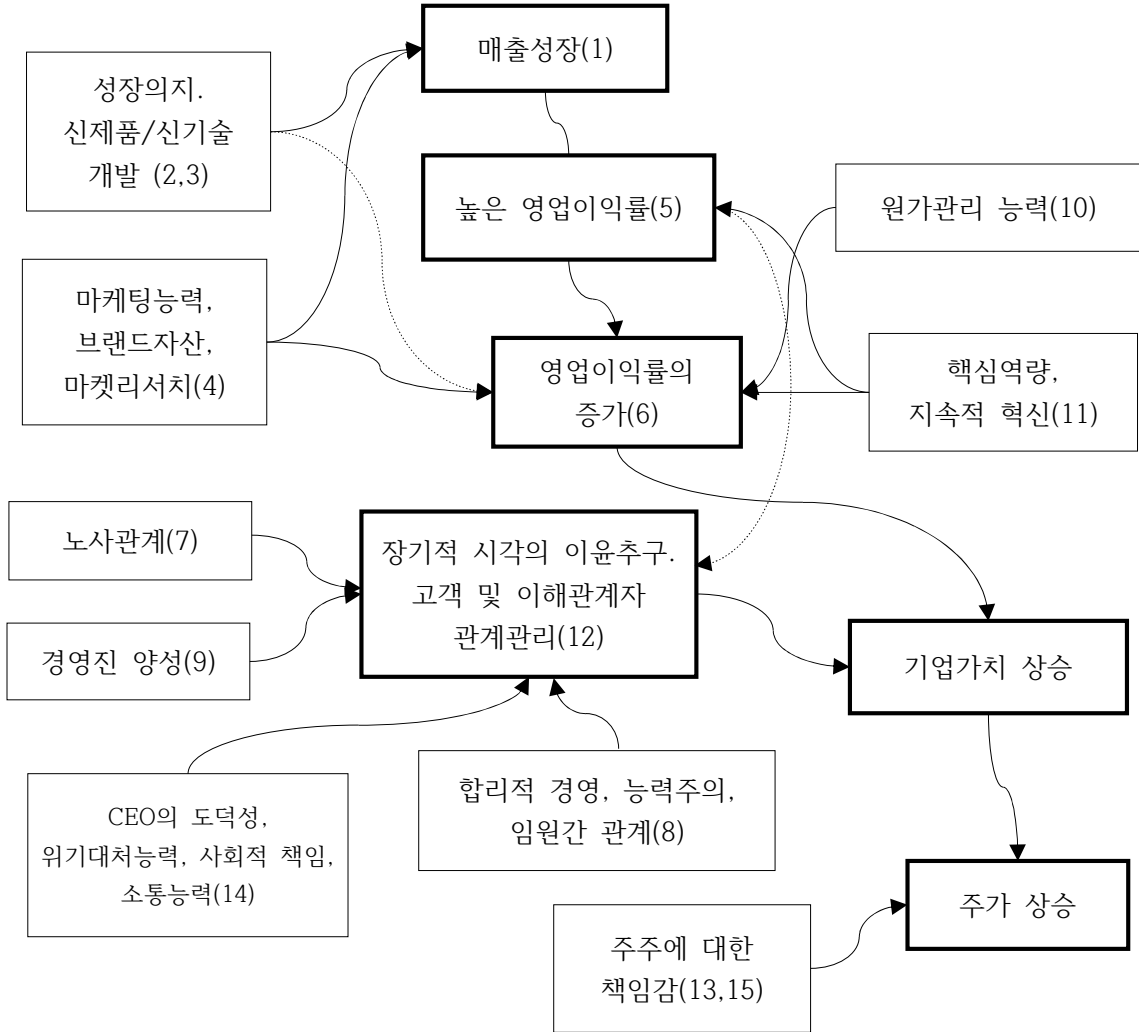 매출성장(1)
성장의지.
신제품/신기술
개발 (2,3)
높은 영업이익률(5)
원가관리 능력(10)
마케팅능력,
브랜드자산,
마켓리서치(4)
영업이익률의
증가(6)
핵심역량,
지속적 혁신(11)
노사관계(7)
장기적 시각의 이윤추구.
고객 및 이해관계자
관계관리(12)
경영진 양성(9)
기업가치 상승
합리적 경영, 능력주의,
임원간 관계(8)
CEO의 도덕성,
위기대처능력, 사회적 책임,
소통능력(14)
주가 상승
주주에 대한
책임감(13,15)